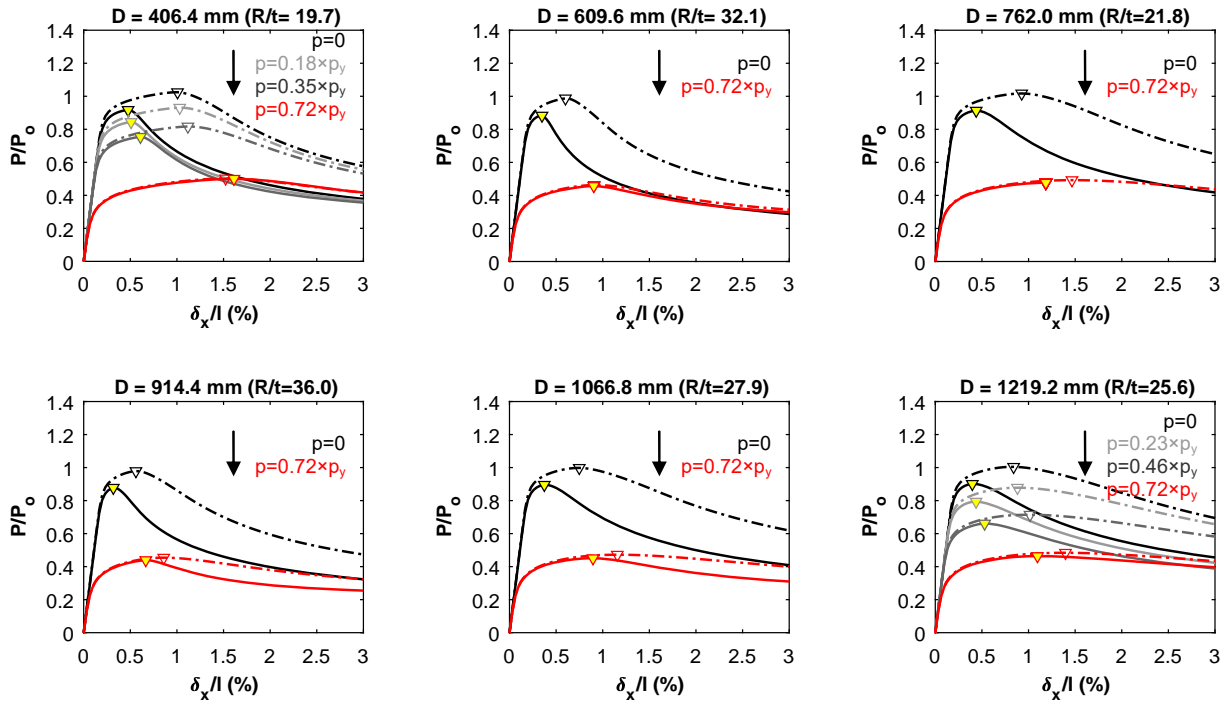 D = 406.4 mm (R/t= 19.7)
1.4
1.2
1
0.8
0.6
0.4
0.2
0
P/Po
p=0
p=0.18×py
p=0.35×py
p=0.72×py
0 0.5 1 1.5 2 2.5 3
δx/l (%)
D = 609.6 mm (R/t= 32.1)
1.4
1.2
1
0.8
0.6
0.4
0.2
0
P/Po
p=0
p=0.72×py
0 0.5 1 1.5 2 2.5 3
δx/l (%)
D = 762.0 mm (R/t=21.8)
1.4
1.2
1
0.8
0.6
0.4
0.2
0
P/Po
p=0
p=0.72×py
0 0.5 1 1.5 2 2.5 3
δx/l (%)
D = 914.4 mm (R/t=36.0)
1.4
1.2
1
0.8
0.6
0.4
0.2
0
P/Po
p=0
p=0.72×py
0 0.5 1 1.5 2 2.5 3
δx/l (%)
D = 1066.8 mm (R/t=27.9)
1.4
1.2
1
0.8
0.6
0.4
0.2
0
P/Po
p=0
p=0.72×py
0 0.5 1 1.5 2 2.5 3
δx/l (%)
D = 1219.2 mm (R/t=25.6)
1.4
1.2
1
0.8
0.6
0.4
0.2
0
P/Po
p=0
p=0.23×py
p=0.46×py
p=0.72×py
0 0.5 1 1.5 2 2.5 3
δx/l (%)